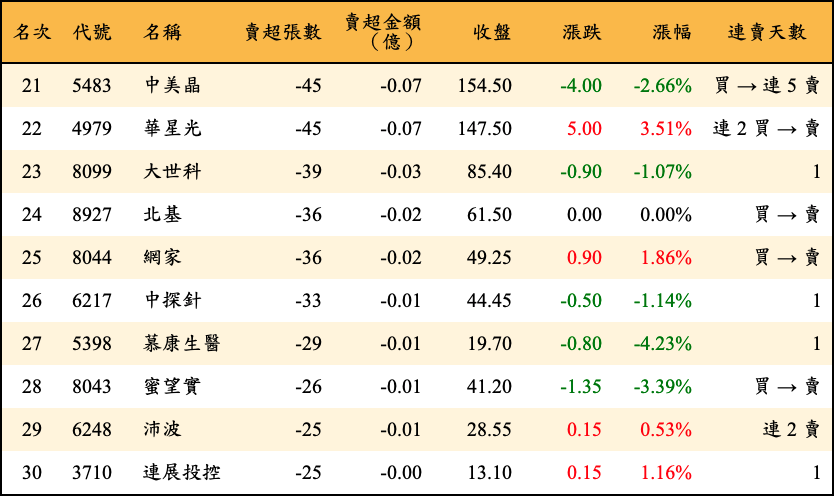 名次 代號 名稱 賣超張數 賣超金額（億） 收盤 漲跌 漲幅 連賣天數
21 5483 中美晶 -45 -0.07 154.50 -4.00 -2.66% 買 → 連 5 賣
22 4979 華星光 -45 -0.07 147.50 5.00 3.51% 連 2 買 → 賣
23 8099 大世科 -39 -0.03 85.40 -0.90 -1.07% 1
24 8927 北基 -36 -0.02 61.50 0.00 0.00% 買 → 賣
25 8044 網家 -36 -0.02 49.25 0.90 1.86% 買 → 賣
26 6217 中探針 -33 -0.01 44.45 -0.50 -1.14% 1
27 5398 慕康生醫 -29 -0.01 19.70 -0.80 -4.23% 1
28 8043 蜜望實 -26 -0.01 41.20 -1.35 -3.39% 買 → 賣
29 6248 沛波 -25 -0.01 28.55 0.15 0.53% 連 2 賣
30 3710 連展投控 -25 -0.00 13.10 0.15 1.16% 1